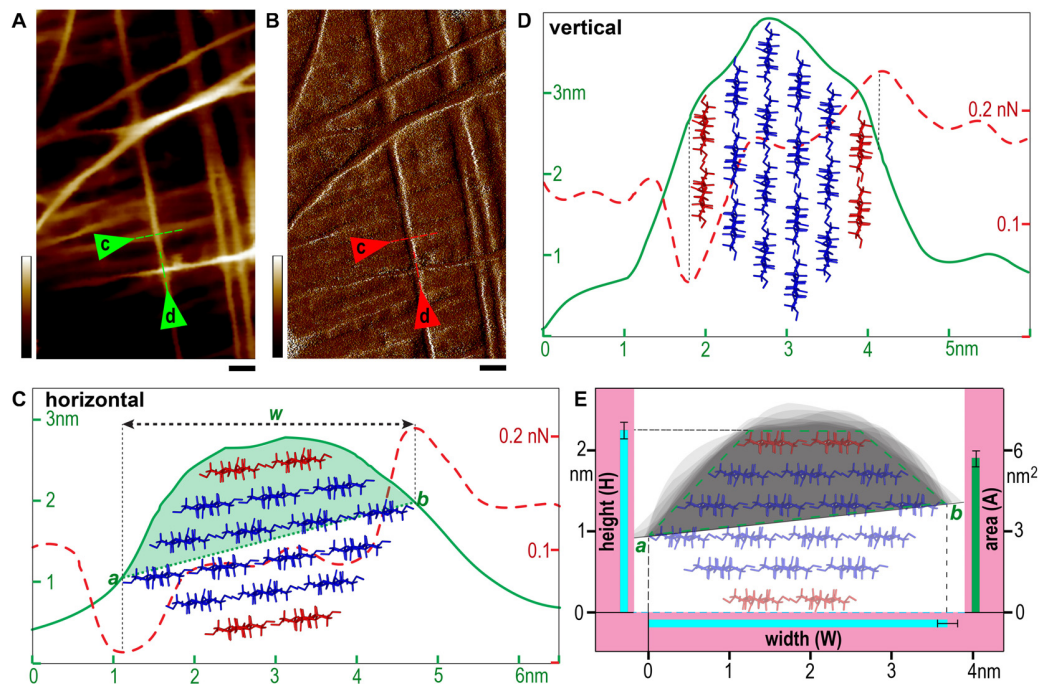 A
c
d
B
c
d
D
vertical
3nm
2
1
0.2 nN
0.1
0
1
2
3
4
5nm
C
horizontal
w
3nm
2
1
a
b
0.2 nN
0.1
0
1
2
3
4
5
6nm
E
2
nm
1
0
height (H)
a
b
6
nm2
3
0
area (A)
width (W)
0
1
2
3
4nm